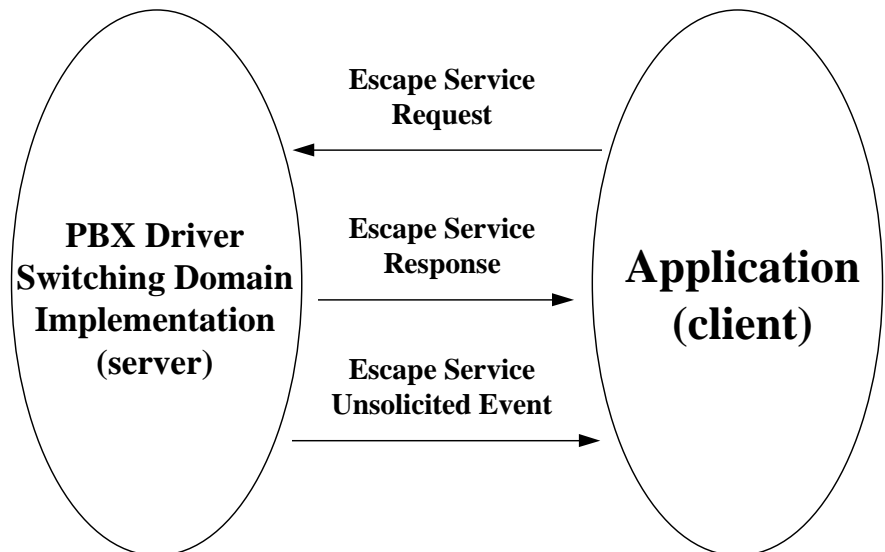 Escape Service
Request
PBX Driver
Switching Domain
Implementation
(server)
Escape Service
Response
Application
(client)
Escape Service
Unsolicited Event